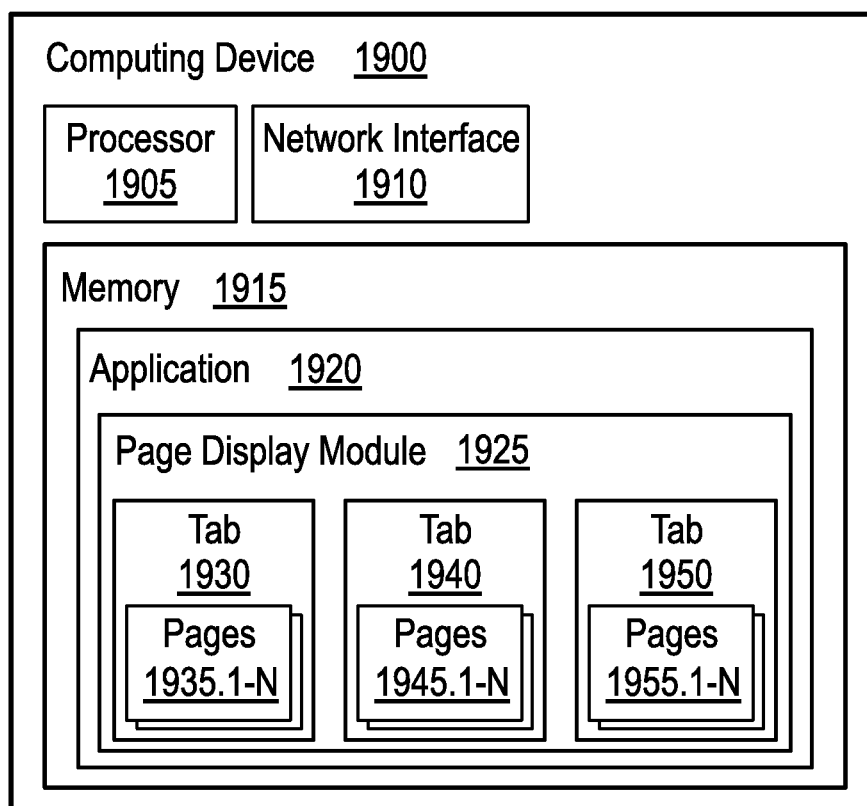 Computing Device 1900
Processor
1905
Network Interface
1910
Memory 1915
Application 1920
Page Display Module 1925
Tab
1930
Pages
1935.1-N
Tab
1940
Pages
1945.1-N
Tab
1950
Pages
1955.1-N